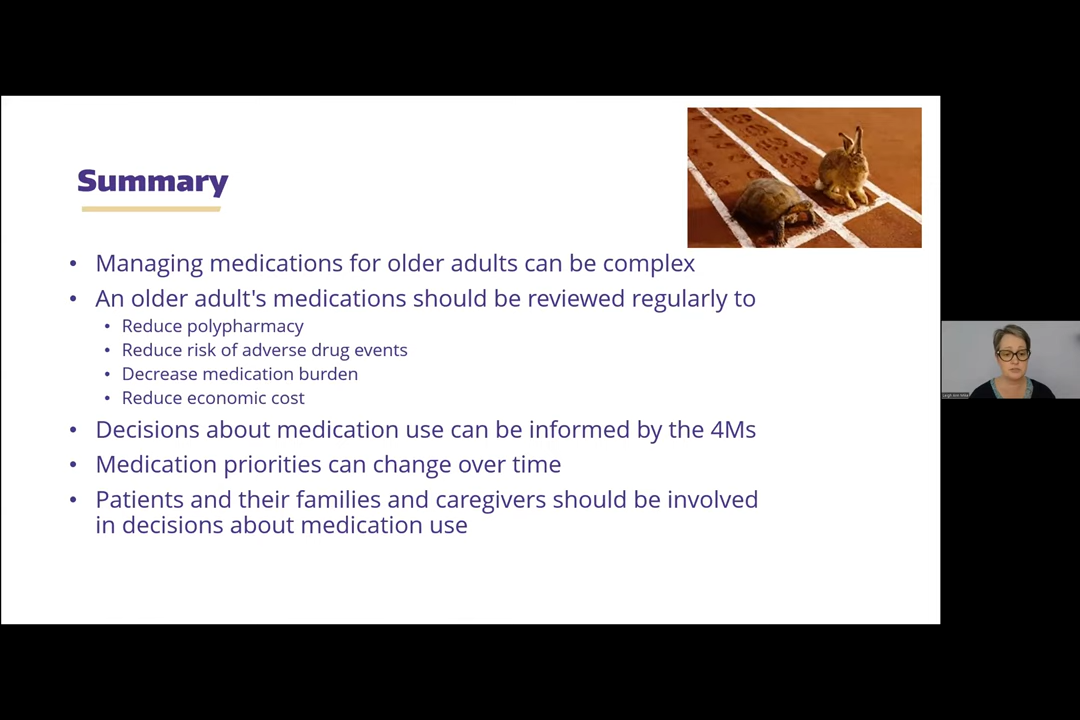 Summary
• Managing medications for older adults can be complex
• An older adult's medications should be reviewed regularly to
• Reduce polypharmacy
• Reduce risk of adverse drug events
• Decrease medication burden
• Reduce economic cost
• Decisions about medication use can be informed by the 4Ms
• Medication priorities can change over time
• Patients and their families and caregivers should be involved
in decisions about medication use